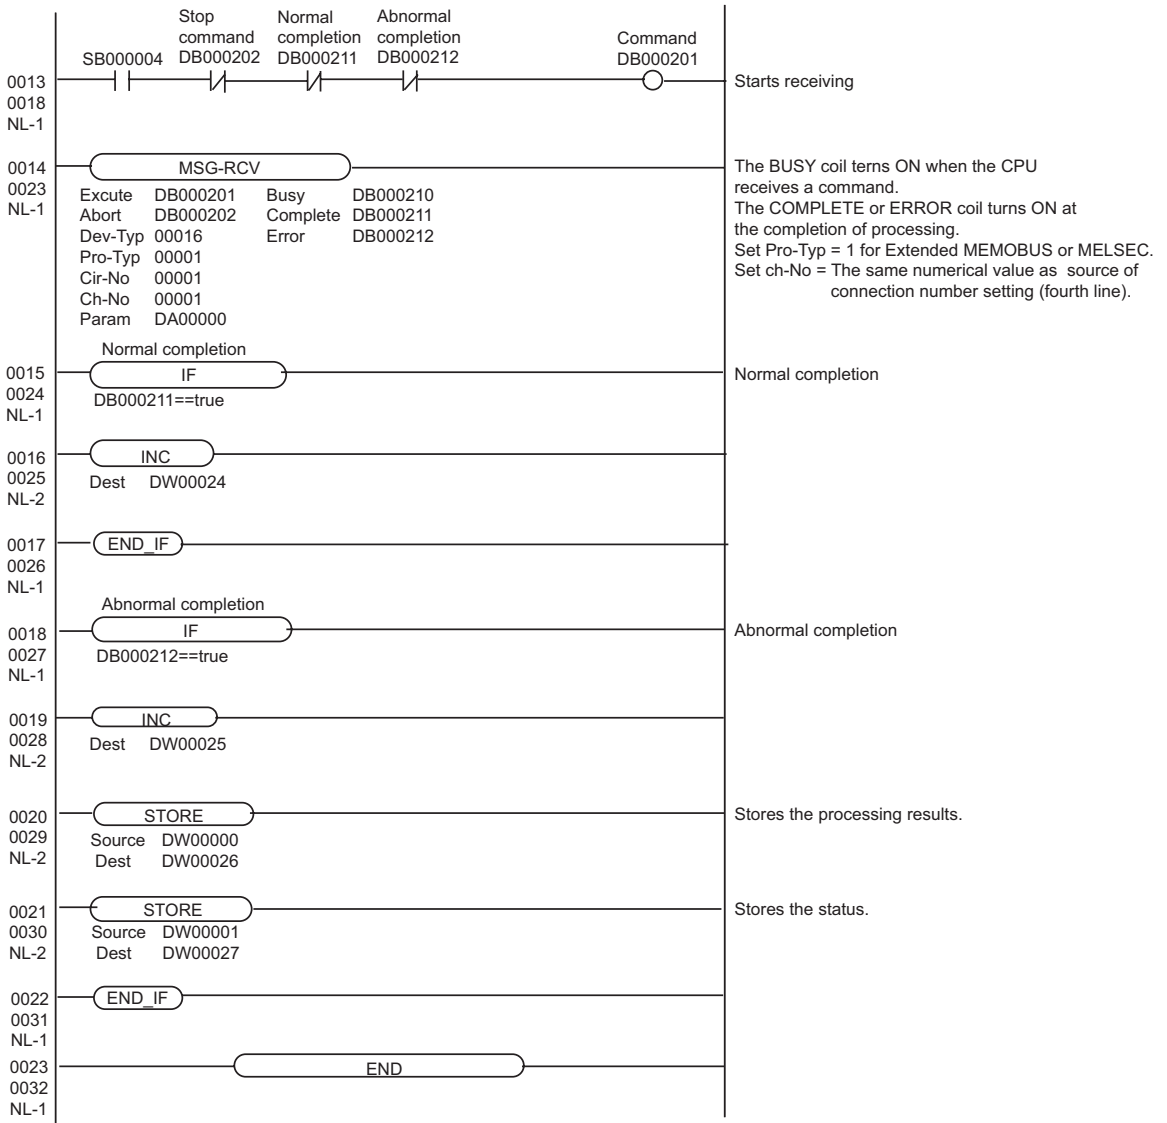 Stop Normal Abnormal
command completion completion Command
SB000004 DB000202 DB000211 DB000212 DB000201
0013 Starts receiving
0018
NL-1
0014 MSG-RCV The BUSY coil terns ON when the CPU
0023 Excute DB000201 Busy DB000210 receives a command.
NL-1 Abort DB000202 Complete DB000211 The COMPLETE or ERROR coil turns ON at
Dev-Typ 00016 Error DB000212 the completion of processing.
Pro-Typ 00001 Set Pro-Typ = 1 for Extended MEMOBUS or MELSEC.
Cir-No 00001 Set ch-No = The same numerical value as source of
Ch-No 00001 connection number setting (fourth line).
Param DA00000
Normal completion
0015 IF Normal completion
0024 DB000211==true
NL-1
0016 INC
0025 Dest DW00024
NL-2
0017 END_IF
0026
NL-1
Abnormal completion
0018 IF Abnormal completion
0027 DB000212==true
NL-1
0019 INC
0028 Dest DW00025
NL-2
0020 STORE Stores the processing results.
0029 Source DW00000
NL-2 Dest DW00026
0021 STORE Stores the status.
0030 Source DW00001
NL-2 Dest DW00027
0022 END_IF
0031
NL-1
0023 END
0032
NL-1